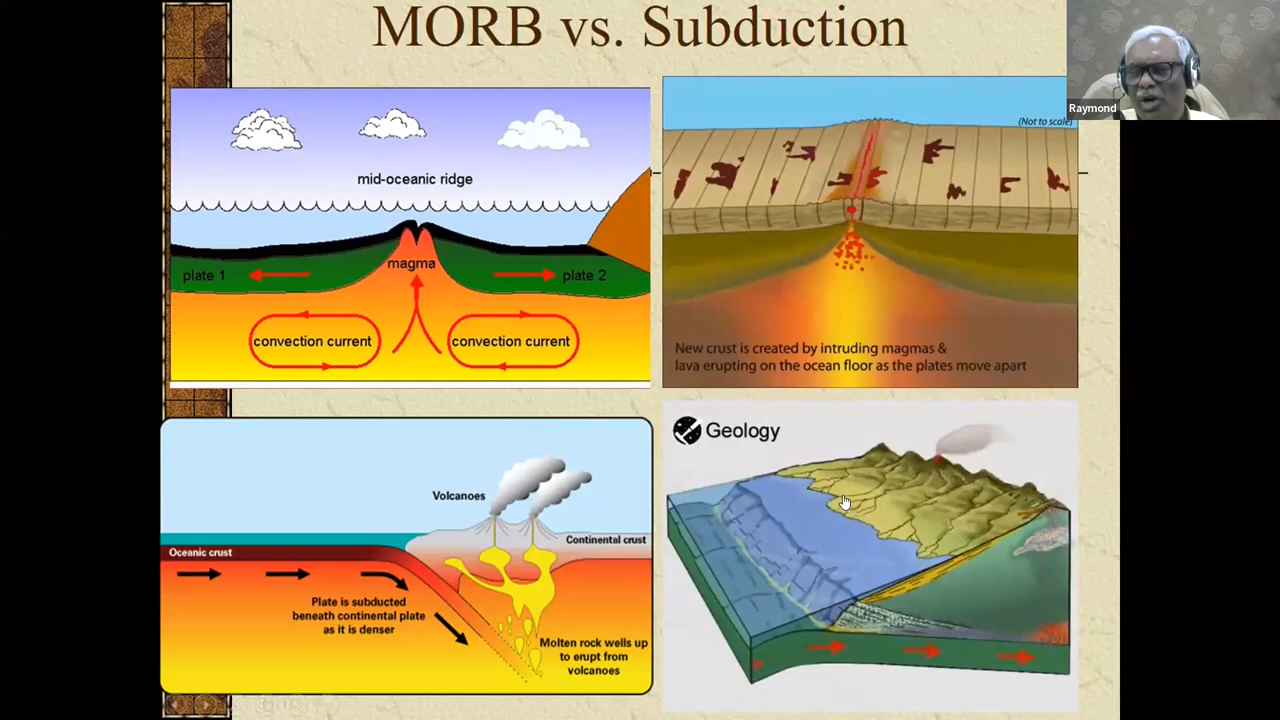 MORB vs. Subduction
Raymond
mid-oceanic ridge
plate 1
magma
plate 2
convection current
convection current
(Not to scale)
New crust is created by intruding magmas &
lava erupting on the ocean floor as the plates move apart
Volcanoes
Oceanic crust
Continental crust
Plate is subducted
beneath continental plate
as it is denser
Molten rock wells up
to erupt from
volcanoes
Geology